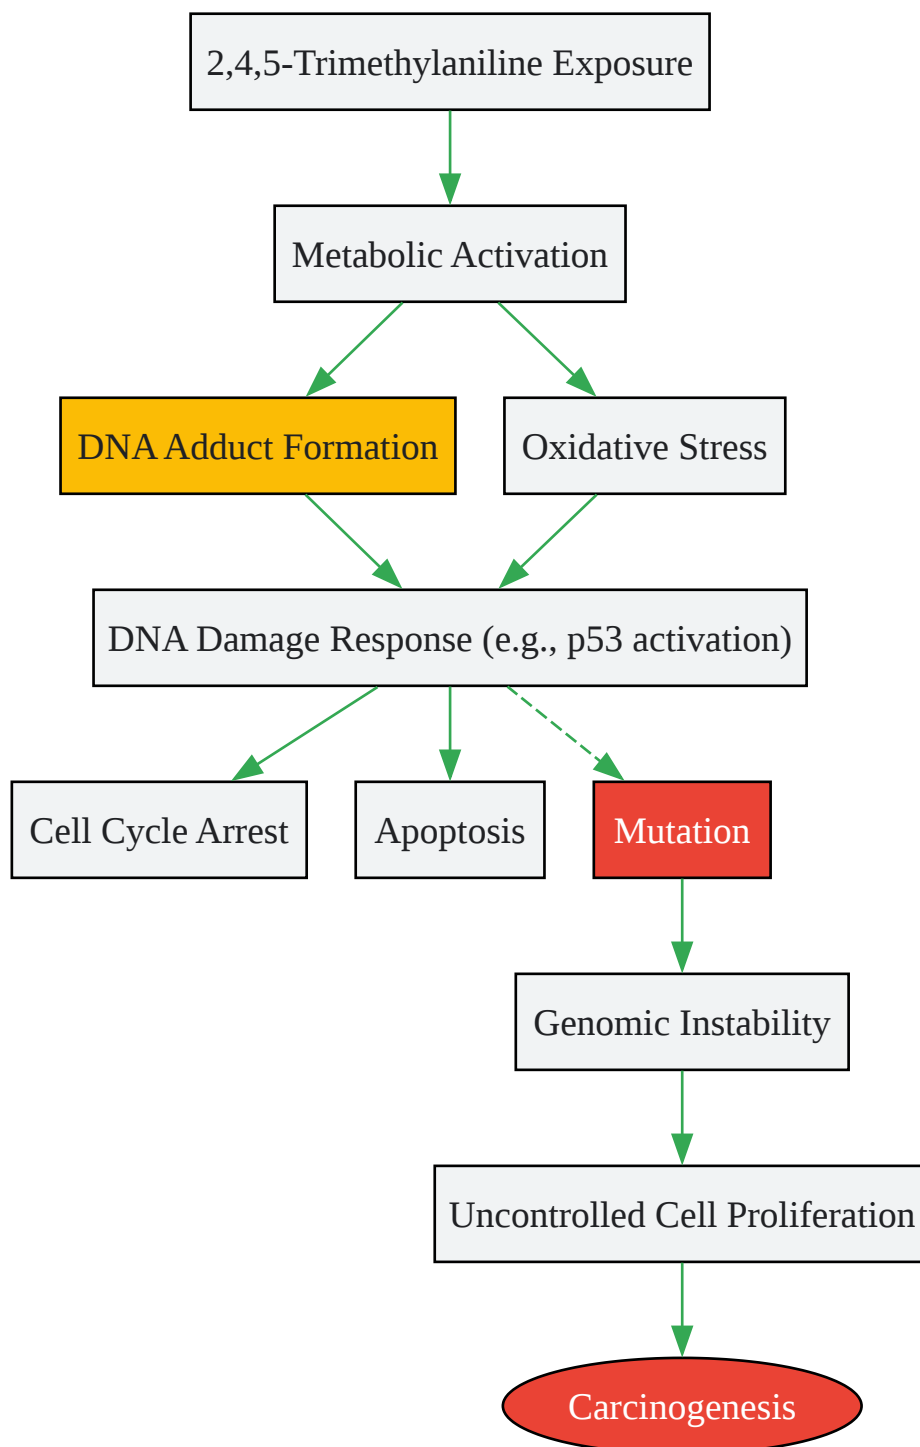 2,4,5-Trimethylaniline Exposure
Metabolic Activation
DNA Adduct Formation
Oxidative Stress
DNA Damage Response (e.g., p53 activation)
Cell Cycle Arrest
Apoptosis
Mutation
Genomic Instability
Uncontrolled Cell Proliferation
Carcinogenesis